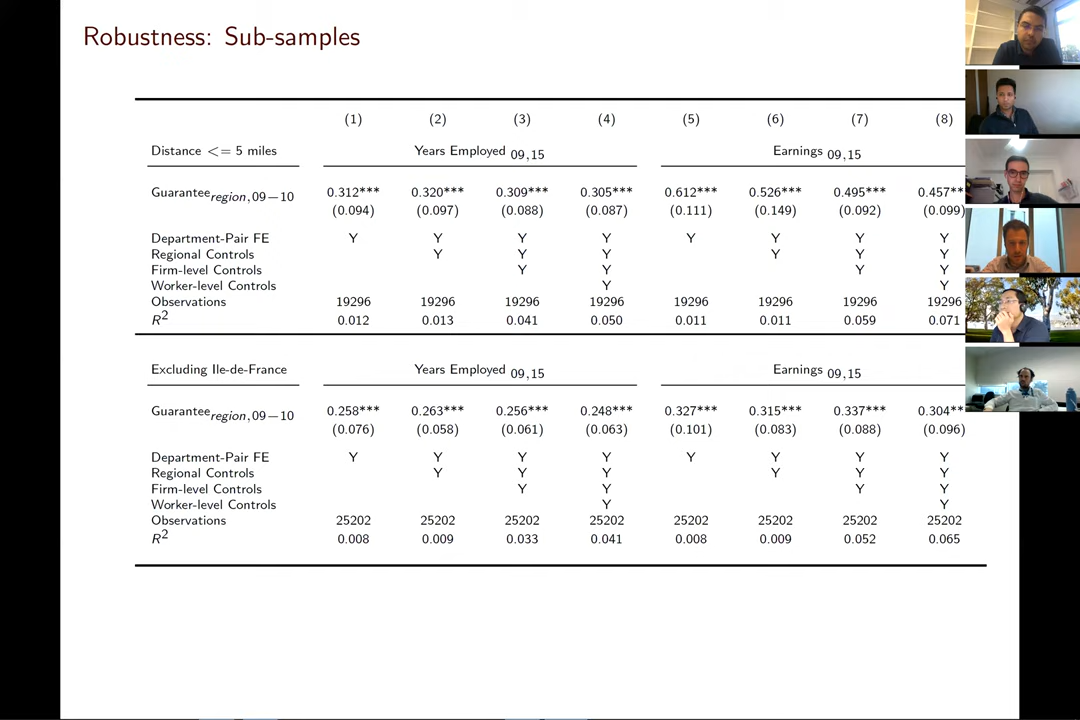 Robustness: Sub-samples
(1) (2) (3) (4) (5) (6) (7) (8)
Distance <= 5 miles Years Employed 09,15 Earnings 09,15
Guarantee region,09−10 0.312*** 0.320*** 0.309*** 0.305*** 0.612*** 0.526*** 0.495*** 0.457**
(0.094) (0.097) (0.088) (0.087) (0.111) (0.149) (0.092) (0.099)
Department-Pair FE Y Y Y Y Y Y Y Y
Regional Controls Y Y Y Y Y Y
Firm-level Controls Y Y Y Y
Worker-level Controls Y Y
Observations 19296 19296 19296 19296 19296 19296 19296 19296
R2 0.012 0.013 0.041 0.050 0.011 0.011 0.059 0.071
Excluding Ile-de-France Years Employed 09,15 Earnings 09,15
Guarantee region,09−10 0.258*** 0.263*** 0.256*** 0.248*** 0.327*** 0.315*** 0.337*** 0.304**
(0.076) (0.058) (0.061) (0.063) (0.101) (0.083) (0.088) (0.096)
Department-Pair FE Y Y Y Y Y Y Y Y
Regional Controls Y Y Y Y Y Y
Firm-level Controls Y Y Y Y
Worker-level Controls Y Y
Observations 25202 25202 25202 25202 25202 25202 25202 25202
R2 0.008 0.009 0.033 0.041 0.008 0.009 0.052 0.065